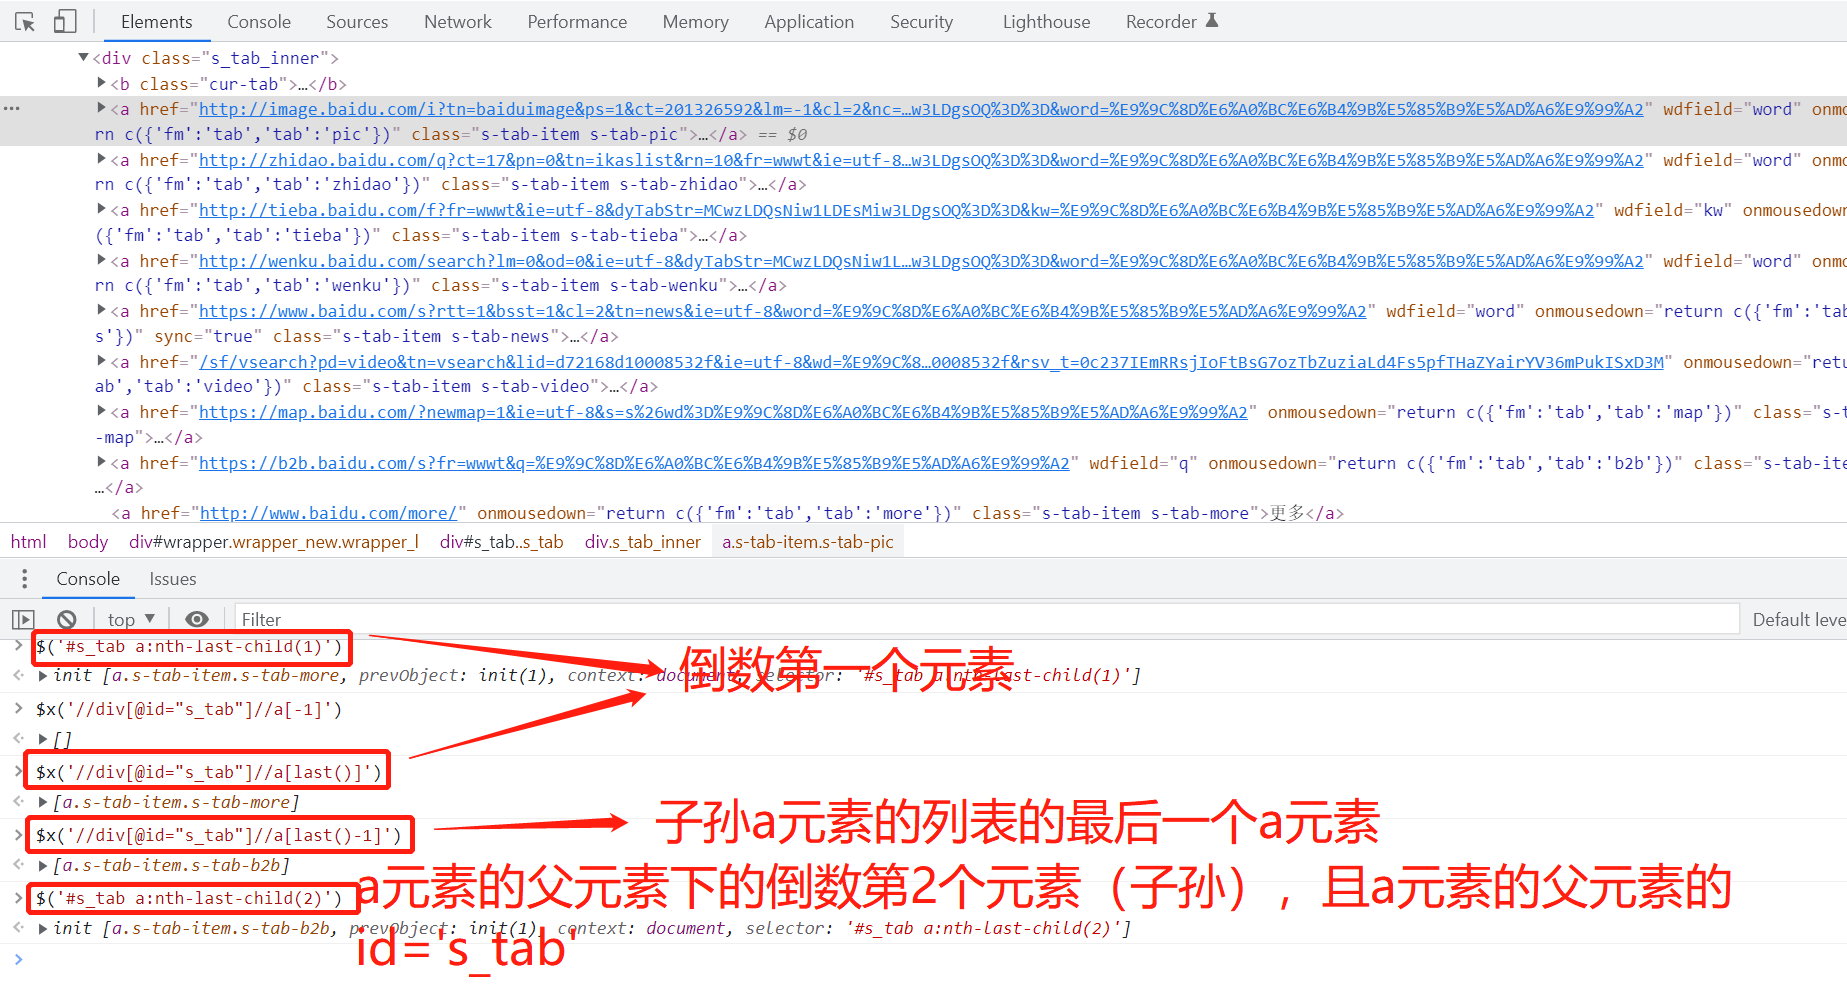 Elements Console Sources Network Performance Memory Application Security Lighthouse Recorder
<div class="s_tab_inner">
<b class="cur-tab">…</b>
<a href="http://image.baidu.com/i?tn=baiduimage&ps=1&ct=201326592&lm=-1&cl=2&nc=…w3LDgsOQ%3D%3D&word=%E9%9C%8D%E6%A0%BC%E6%B4%9B%E5%85%B9%E5%AD%A6%E9%99%A2" wdfield="word" onmo
rn c({'fm':'tab','tab':'pic'})" class="s-tab-item s-tab-pic">…</a> == $0
<a href="http://zhidao.baidu.com/q?ct=17&pn=0&tn=ikaslist&rn=10&fr=wwwt&ie=utf-8…w3LDgsOQ%3D%3D&word=%E9%9C%8D%E6%A0%BC%E6%B4%9B%E5%85%B9%E5%AD%A6%E9%99%A2" wdfield="word" onmo
rn c({'fm':'tab','tab':'zhidao'})" class="s-tab-item s-tab-zhidao">…</a>
<a href="http://tieba.baidu.com/f?fr=wwwt&ie=utf-8&dyTabStr=MCwzLDQsNiw1LDEsMiw3LDgsOQ%3D%3D&kw=%E9%9C%8D%E6%A0%BC%E6%B4%9B%E5%85%B9%E5%AD%A6%E9%99%A2" wdfield="kw" onmousedown
({'fm':'tab','tab':'tieba'})" class="s-tab-item s-tab-tieba">…</a>
<a href="http://wenku.baidu.com/search?lm=0&od=0&ie=utf-8&dyTabStr=MCwzLDQsNiw1L…w3LDgsOQ%3D%3D&word=%E9%9C%8D%E6%A0%BC%E6%B4%9B%E5%85%B9%E5%AD%A6%E9%99%A2" wdfield="word" onmo
rn c({'fm':'tab','tab':'wenku'})" class="s-tab-item s-tab-wenku">…</a>
<a href="https://www.baidu.com/s?rtt=1&bsst=1&cl=2&tn=news&ie=utf-8&word=%E9%9C%8D%E6%A0%BC%E6%B4%9B%E5%85%B9%E5%AD%A6%E9%99%A2" wdfield="word" onmousedown="return c({'fm':'tab
s'})" sync="true" class="s-tab-item s-tab-news">…</a>
<a href="/sf/vsearch?pd=video&tn=vsearch&lid=d72168d10008532f&ie=utf-8&wd=%E9%9C%8…0008532f&rsv_t=0c237IEmRRsjIoFtBsG7ozTbZuziaLd4Fs5pfTHaZYairYV36mPukISxD3M" onmousedown="retu
ab','tab':'video'})" class="s-tab-item s-tab-video">…</a>
<a href="https://map.baidu.com/?newmap=1&ie=utf-8&s=s%26wd%3D%E9%9C%8D%E6%A0%BC%E6%B4%9B%E5%85%B9%E5%AD%A6%E9%99%A2" onmousedown="return c({'fm':'tab','tab':'map'})" class="s-t
-map">…</a>
<a href="https://b2b.baidu.com/s?fr=wwwt&q=%E9%9C%8D%E6%A0%BC%E6%B4%9B%E5%85%B9%E5%AD%A6%E9%99%A2" wdfield="q" onmousedown="return c({'fm':'tab','tab':'b2b'})" class="s-tab-ite
…</a>
<a href="http://www.baidu.com/more/" onmousedown="return c({'fm':'tab','tab':'more'})" class="s-tab-item s-tab-more">更多</a>
html body div#wrapper.wrapper_new.wrapper_l div#s_tab..s_tab div.s_tab_inner a.s-tab-item.s-tab-pic
Console Issues
top Filter Default leve
$('#s_tab a:nth-last-child(1)')
倒数第一个元素
init [a.s-tab-item.s-tab-more, prevObject: init(1), context: document, selector: '#s_tab a:nth-last-child(1)']
$x('//div[@id="s_tab"]//a[-1]')
[]
$x('//div[@id="s_tab"]//a[last()]')
[a.s-tab-item.s-tab-more]
$x('//div[@id="s_tab"]//a[last()-1]')
子孙a元素的列表的最后一个a元素
[a.s-tab-item.s-tab-b2b]
$('#s_tab a:nth-last-child(2)')
a元素的父元素下的倒数第2个元素（子孙），且a元素的父元素的
init [a.s-tab-item.s-tab-b2b, prevObject: init(1), context: document, selector: '#s_tab a:nth-last-child(2)']
id='s_tab'